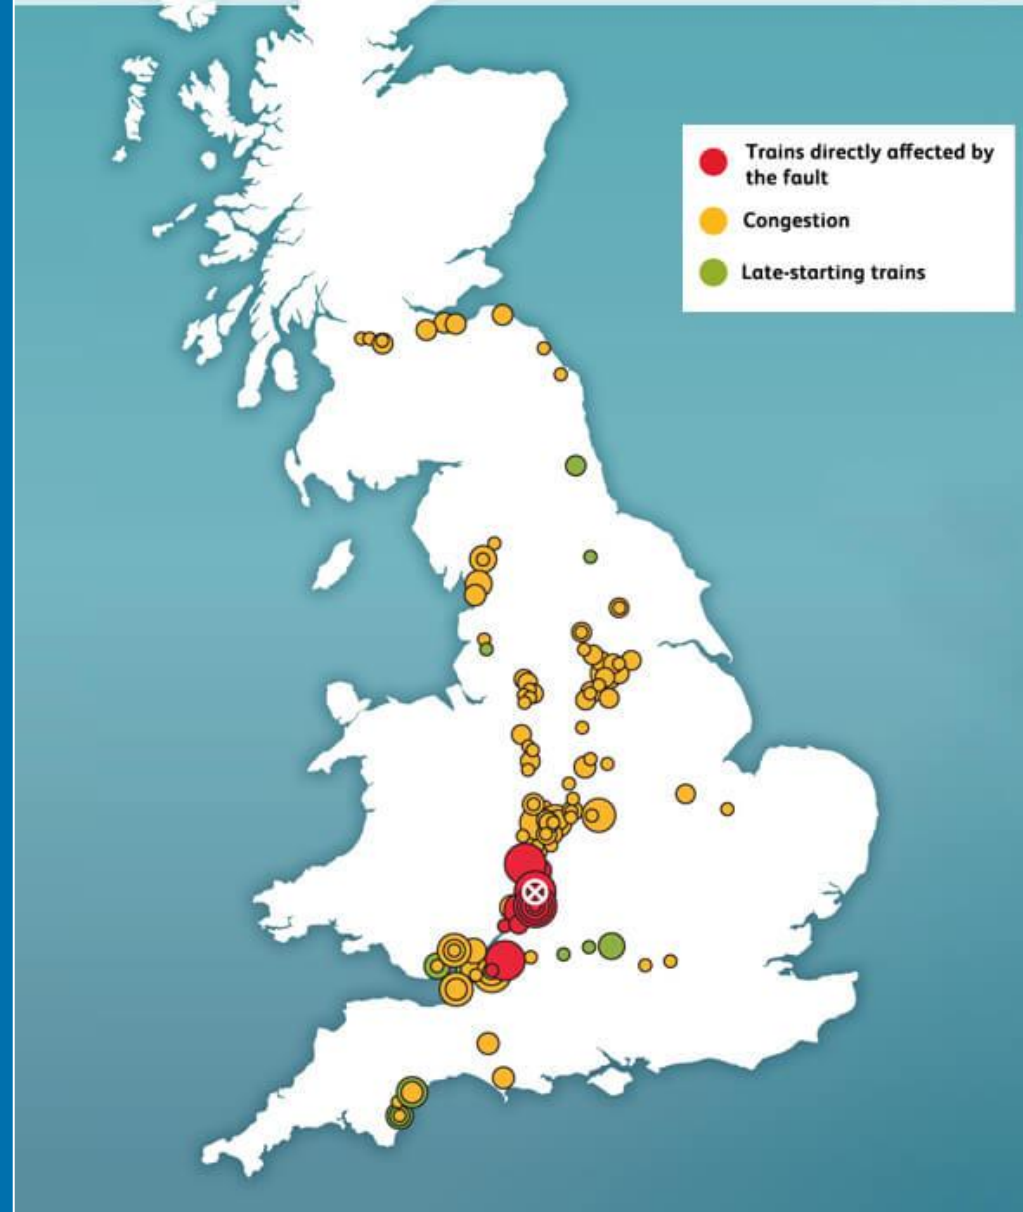 Trains directly affected by
the fault
Congestion
Late-starting trains